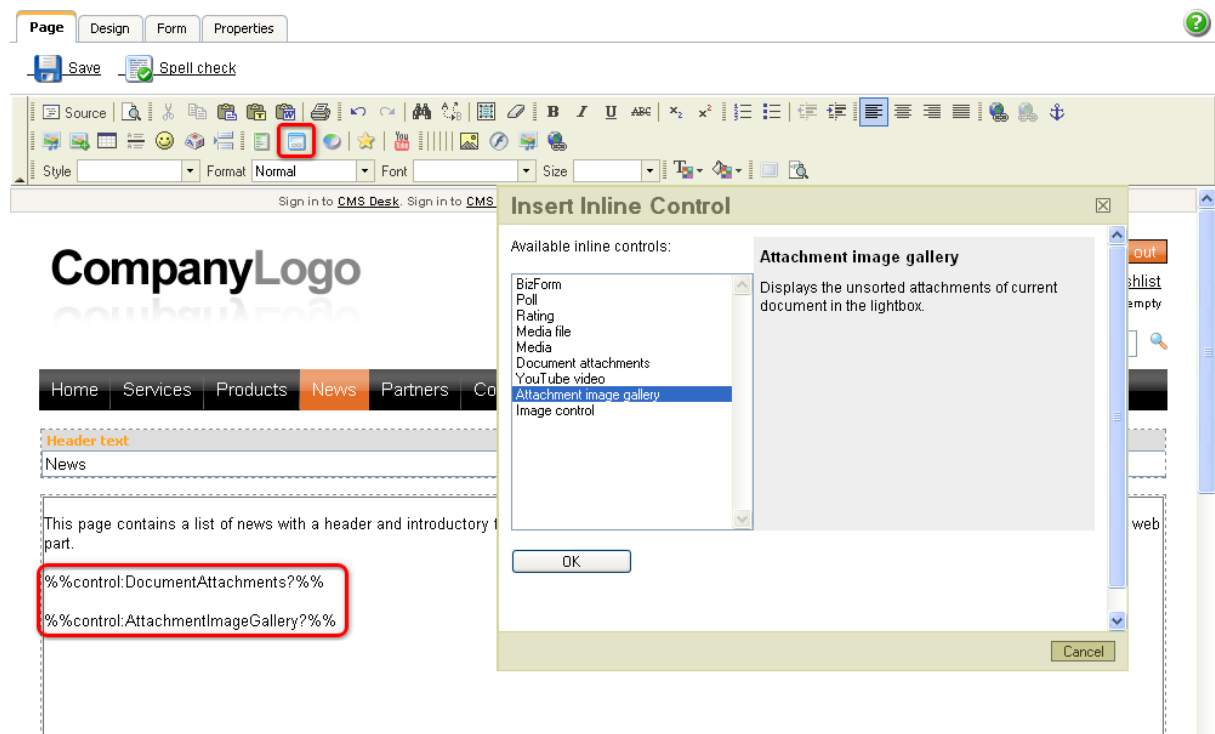 Page Design Form Properties
Save Spell check
Source B I U ABC x₂ x²
You
Style Format Normal Font Size
Sign in to CMS Desk. Sign in to CMS
Insert Inline Control
out
CompanyLogo
shlist
empty
Available inline controls:
BizForm
Poll
Rating
Media file
Media
Document attachments
YouTube video
Attachment image gallery
Image control
Attachment image gallery
Displays the unsorted attachments of current
document in the lightbox.
OK
Cancel
Home Services Products News Partners Co
Header text
News
This page contains a list of news with a header and introductory t web
part.
%%control:DocumentAttachments?%%
%%control:AttachmentImageGallery?%%